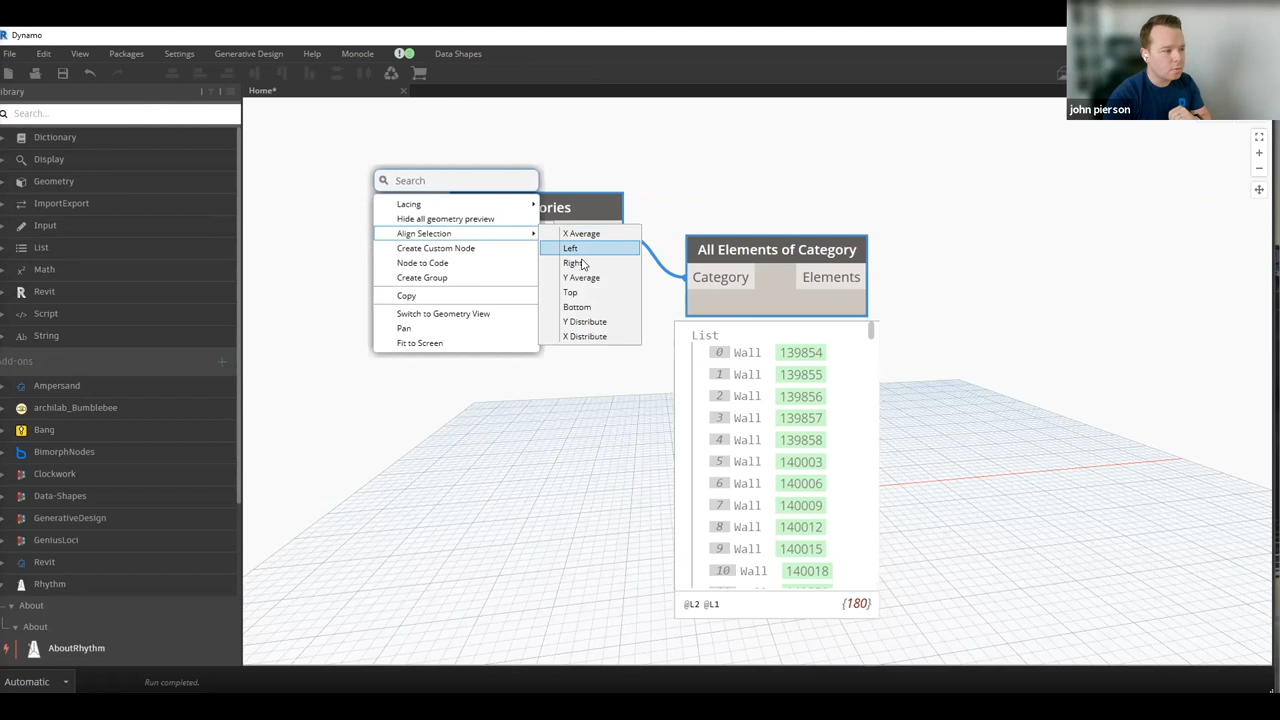 Dynamo
File Edit View Packages Settings Generative Design Help Monocle Data Shapes
john pierson
ibrary
Home*
Search...
Dictionary
Display
Geometry
ImportExport
Input
List
Math
Revit
Script
String
Add-ons
Ampersand
archilab_Bumblebee
Bang
BimorphNodes
Clockwork
Data-Shapes
GenerativeDesign
GeniusLoci
Revit
Rhythm
About
About
AboutRhythm
Search
Lacing
Hide all geometry preview
Align Selection
Create Custom Node
Node to Code
Create Group
Copy
Switch to Geometry View
Pan
Fit to Screen
ories
X Average
Left
Right
Y Average
Top
Bottom
Y Distribute
X Distribute
All Elements of Category
Category Elements
List
0 Wall 139854
1 Wall 139855
2 Wall 139856
3 Wall 139857
4 Wall 139858
5 Wall 140003
6 Wall 140006
7 Wall 140009
8 Wall 140012
9 Wall 140015
10 Wall 140018
@L2 @L1 {180}
Automatic
Run completed.